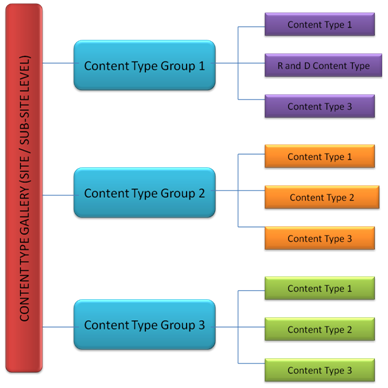 CONTENT TYPE GALLERY (SITE / SUB-SITE LEVEL)
Content Type Group 1
Content Type 1
R and D Content Type
Content Type 3
Content Type Group 2
Content Type 1
Content Type 2
Content Type 3
Content Type Group 3
Content Type 1
Content Type 2
Content Type 3